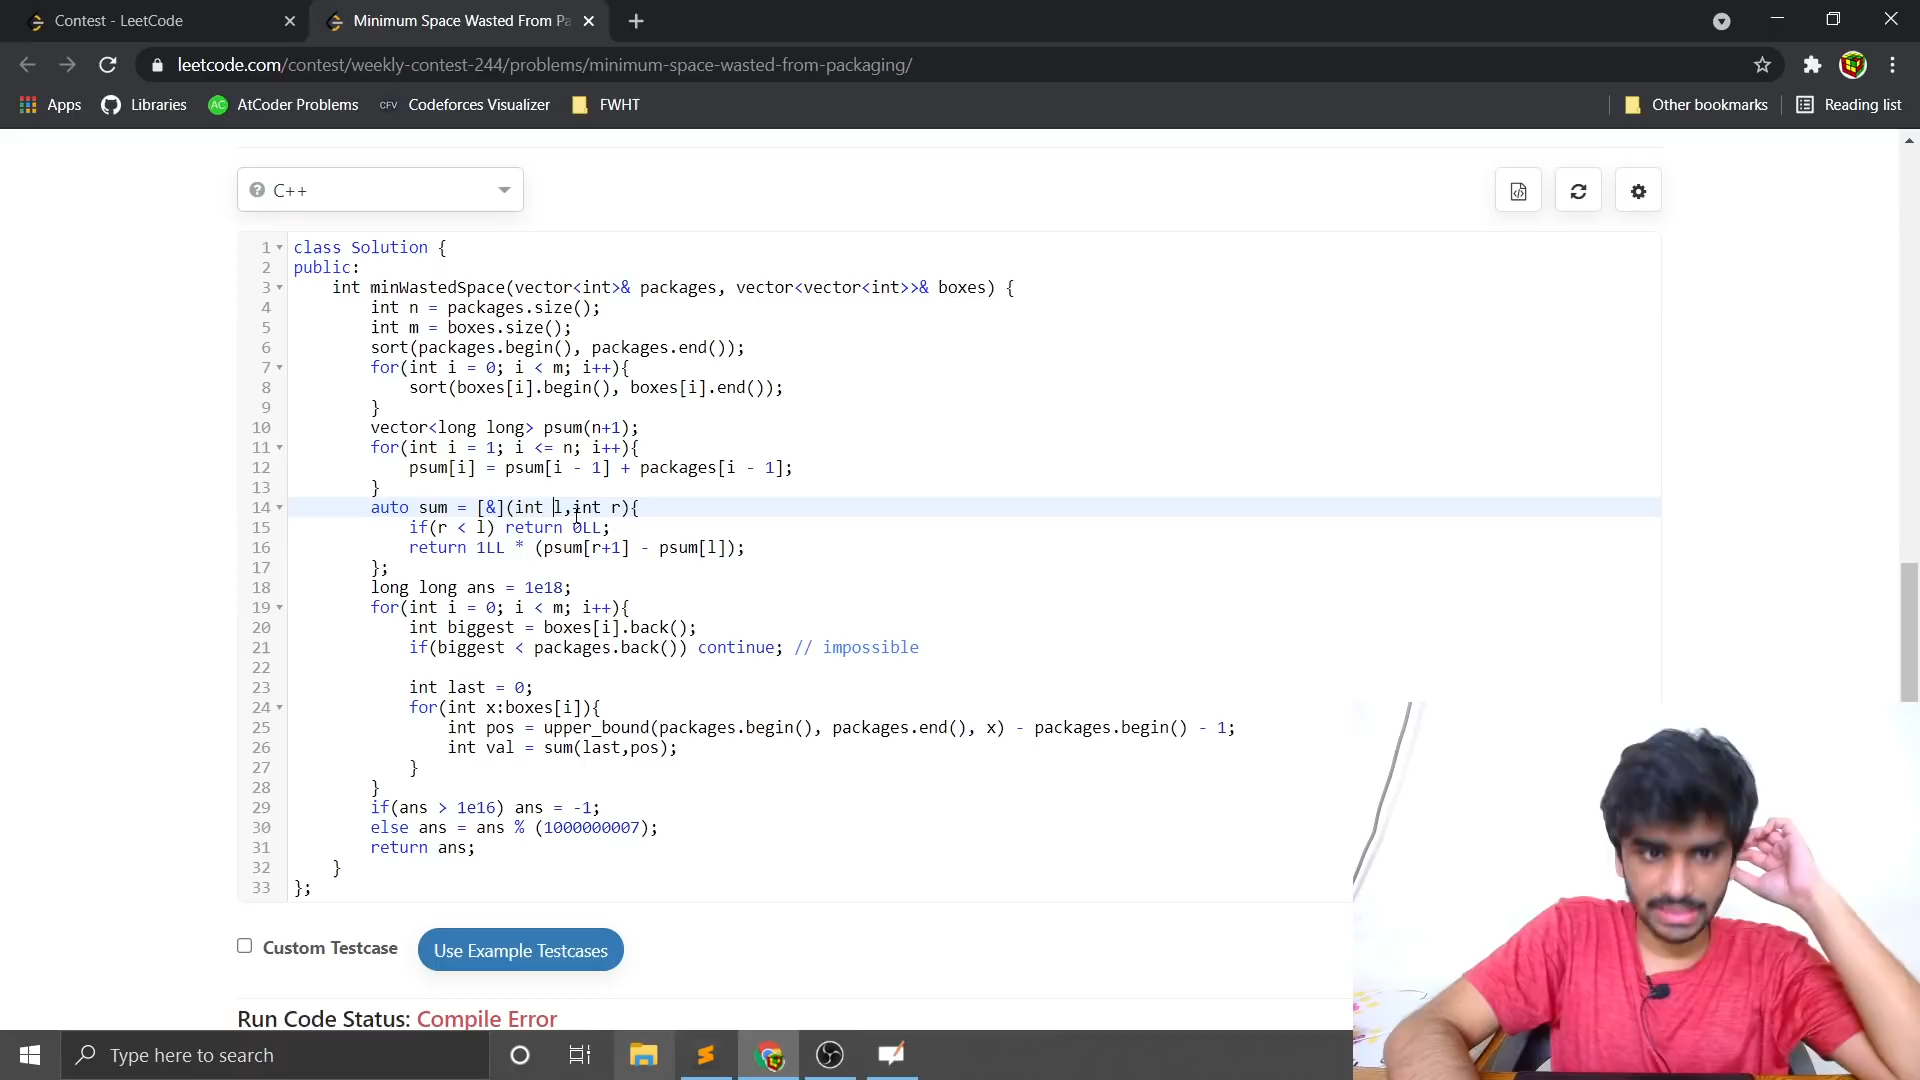 Contest - LeetCode
Minimum Space Wasted From Pa
leetcode.com/contest/weekly-contest-244/problems/minimum-space-wasted-from-packaging/
Apps Libraries AC AtCoder Problems CFV Codeforces Visualizer FWHT Other bookmarks Reading list
? C++
1 class Solution {
2 public:
3 int minWastedSpace(vector<int>& packages, vector<vector<int>>& boxes) {
4 int n = packages.size();
5 int m = boxes.size();
6 sort(packages.begin(), packages.end());
7 for(int i = 0; i < m; i++){
8 sort(boxes[i].begin(), boxes[i].end());
9 }
10 vector<long long> psum(n+1);
11 for(int i = 1; i <= n; i++){
12 psum[i] = psum[i - 1] + packages[i - 1];
13 }
14 auto sum = [&](int l,int r){
15 if(r < l) return 0LL;
16 return 1LL * (psum[r+1] - psum[l]);
17 };
18 long long ans = 1e18;
19 for(int i = 0; i < m; i++){
20 int biggest = boxes[i].back();
21 if(biggest < packages.back()) continue; // impossible
22
23 int last = 0;
24 for(int x:boxes[i]){
25 int pos = upper_bound(packages.begin(), packages.end(), x) - packages.begin() - 1;
26 int val = sum(last,pos);
27 }
28 }
29 if(ans > 1e16) ans = -1;
30 else ans = ans % (1000000007);
31 return ans;
32 }
33 };
Custom Testcase Use Example Testcases
Run Code Status: Compile Error
Type here to search